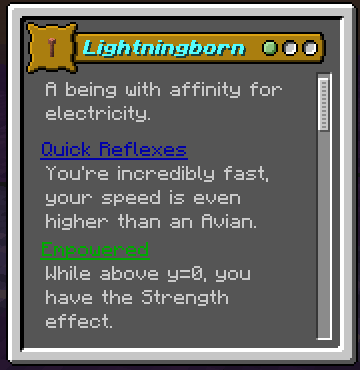 Lightningborn
A being with affinity for
electricity.
Quick Reflexes
You're incredibly fast,
your speed is even
higher than an Avian.
Empowered
While above y=0, you
have the Strength
effect.